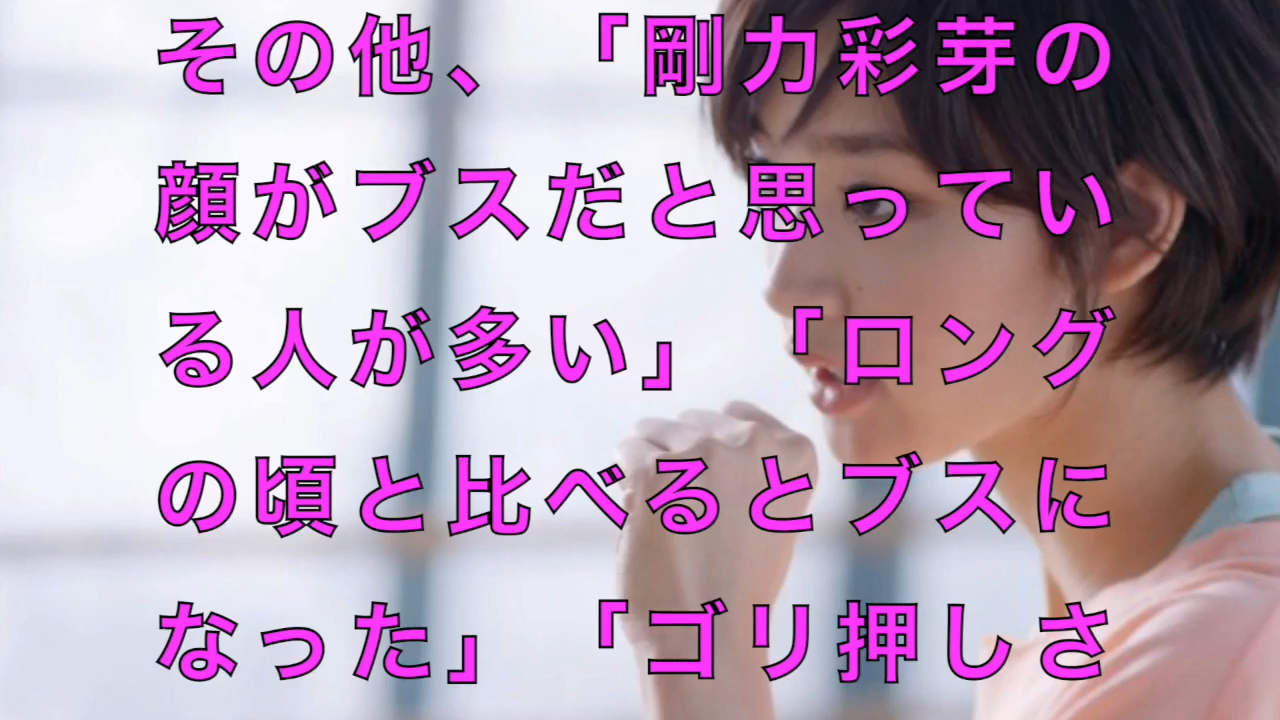 その他、「剛力彩芽の
顔がブスだと思ってい
る人が多い」「ロング
の頃と比べるとブスに
なった」「ゴリ押しさ